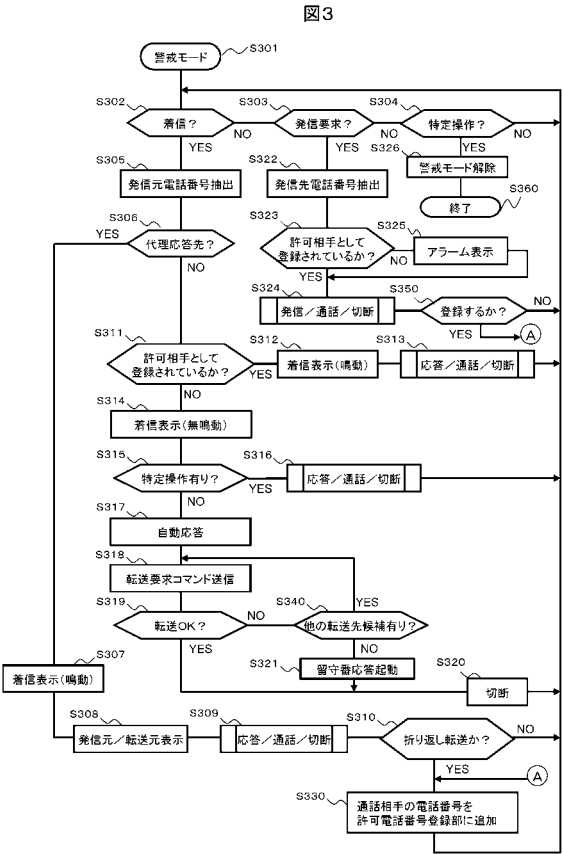 図3
S301
警戒モード
S302
着信?
NO
YES
S303
発信要求?
NO
YES
S304
特定操作?
NO
YES
S305
発信元電話番号抽出
S322
発信先電話番号抽出
S326
警戒モード解除
S360
終了
S306
YES
代理応答先?
NO
S323
許可相手として
登録されているか?
NO
YES
S325
アラーム表示
S324
発信/通話/切断
S350
登録するか?
NO
YES
A
S311
許可相手として
登録されているか?
YES
NO
S312
着信表示(鳴動)
S313
応答/通話/切断
S314
着信表示(無鳴動)
S315
特定操作有り?
YES
NO
S316
応答/通話/切断
S317
自動応答
S318
転送要求コマンド送信
S319
転送OK?
NO
YES
S340
YES
他の転送先候補有り?
NO
S321
留守番応答起動
S320
切断
S307
着信表示(鳴動)
S308
発信元/転送元表示
S309
応答/通話/切断
S310
折り返し転送か?
NO
YES
A
S330
通話相手の電話番号を
許可電話番号登録部に追加